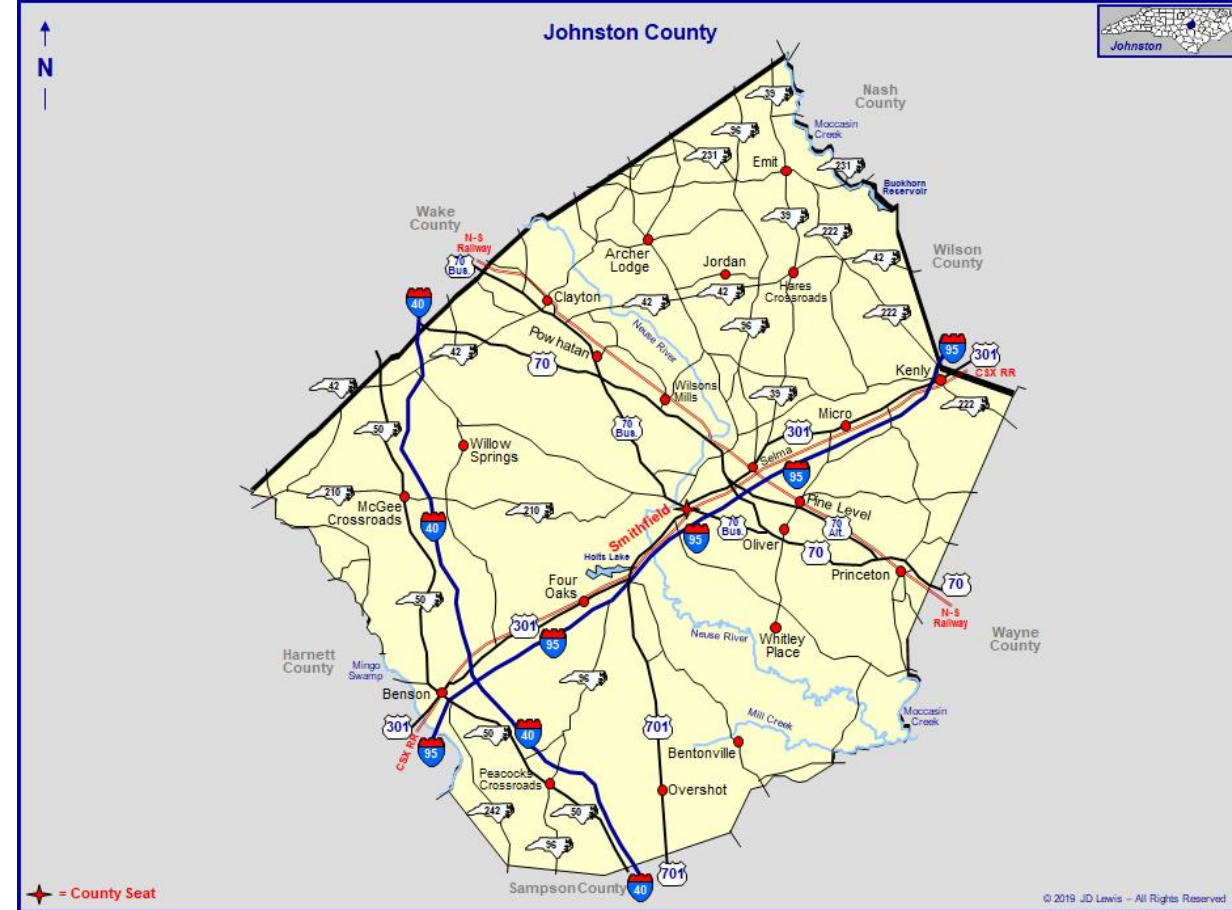 Johnston County
Johnston
N
Nash
County
39
Moccasin
Creek
96
231
Emit
231
Buckhorn
Reservoir
Wake
County
39
N-S
Railway
222
Archer
Lodge
Wilson
County
42
70
Bus.
Jordan
Hares
Crossroads
42
42
Clayton
40
222
96
Neuse
River
Powhatan
42
70
95
301
Kenly
CSX RR
42
Wilsons
Mills
39
222
50
70
Bus.
301
Micro
Willow
Springs
Selma
95
210
McGee
Crossroads
210
Pine Level
Smithfield
40
95
70
Bus.
70
Alt.
Oliver
70
Holts Lake
Princeton
70
Four
Oaks
50
N-S
Railway
301
Neuse River
Whitley
Place
Wayne
County
95
Harnett
County
Mingo
Swamp
96
Benson
Moccasin
Creek
Mill Creek
301
50
40
701
95
CSX RR
Bentonville
Peacocks
Crossroads
Overshot
242
50
96
701
Sampson County
40
= County Seat
© 2019 JD Lewis – All Rights Reserved